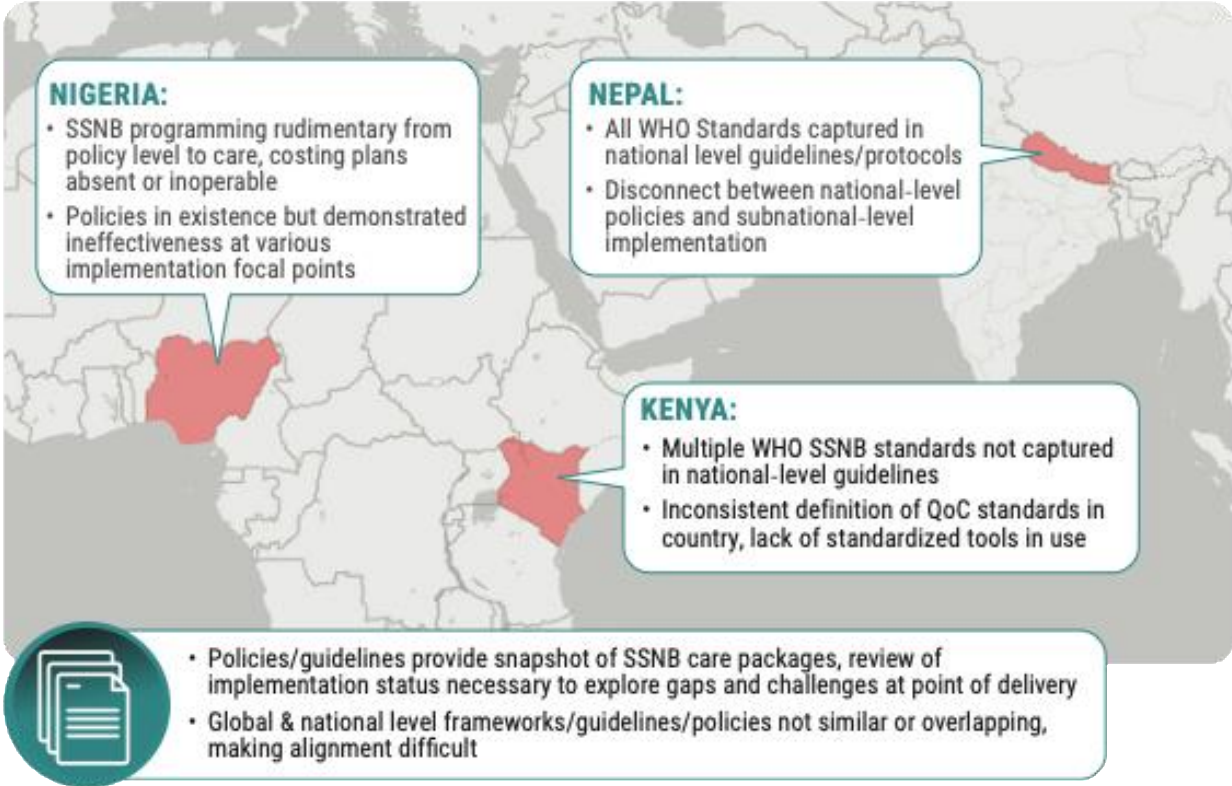 NIGERIA:
• SSNB programming rudimentary from
policy level to care, costing plans
absent or inoperable
• Policies in existence but demonstrated
ineffectiveness at various
implementation focal points
NEPAL:
• All WHO Standards captured in
national level guidelines/protocols
• Disconnect between national-level
policies and subnational-level
implementation
KENYA:
• Multiple WHO SSNB standards not captured
in national-level guidelines
• Inconsistent definition of QoC standards in
country, lack of standardized tools in use
• Policies/guidelines provide snapshot of SSNB care packages, review of
implementation status necessary to explore gaps and challenges at point of delivery
• Global & national level frameworks/guidelines/policies not similar or overlapping,
making alignment difficult